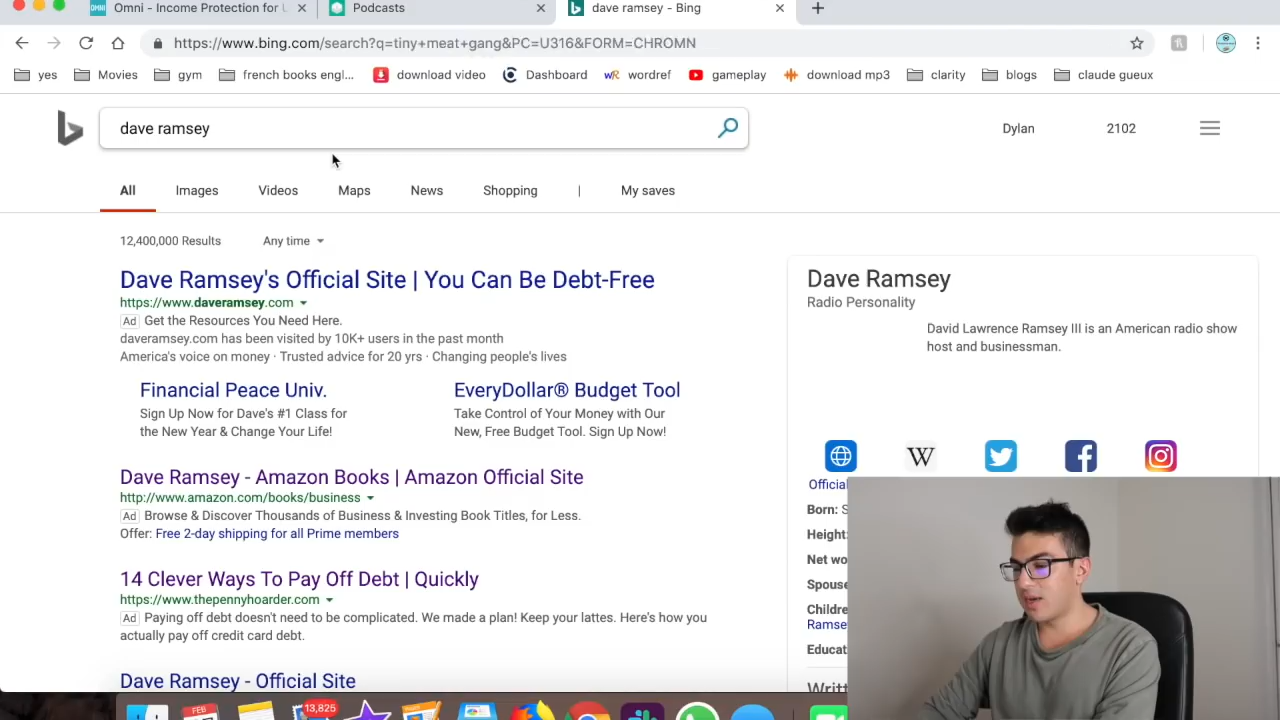 Omni - Income Protection for U
Podcasts
dave ramsey - Bing
https://www.bing.com/search?q=tiny+meat+gang&PC=U316&FORM=CHROMN
yes
Movies
gym
french books engl...
download video
Dashboard
wR
wordref
gameplay
download mp3
clarity
blogs
claude gueux
dave ramsey
Dylan
2102
All
Images
Videos
Maps
News
Shopping
|
My saves
12,400,000 Results
Any time
Dave Ramsey's Official Site | You Can Be Debt-Free
https://www.daveramsey.com
Ad Get the Resources You Need Here.
daveramsey.com has been visited by 10K+ users in the past month
America's voice on money · Trusted advice for 20 yrs · Changing people's lives
Financial Peace Univ.
Sign Up Now for Dave's #1 Class for
the New Year & Change Your Life!
EveryDollar® Budget Tool
Take Control of Your Money with Our
New, Free Budget Tool. Sign Up Now!
Dave Ramsey - Amazon Books | Amazon Official Site
http://www.amazon.com/books/business
Ad Browse & Discover Thousands of Business & Investing Book Titles, for Less.
Offer: Free 2-day shipping for all Prime members
14 Clever Ways To Pay Off Debt | Quickly
https://www.thepennyhoarder.com
Ad Paying off debt doesn't need to be complicated. We made a plan! Keep your lattes. Here's how you
actually pay off credit card debt.
Dave Ramsey - Official Site
Dave Ramsey
Radio Personality
David Lawrence Ramsey III is an American radio show
host and businessman.
W
Official
Born: S
Height:
Net wo
Spouse
Children
Ramse
Educat
Writt
FEB
13,825